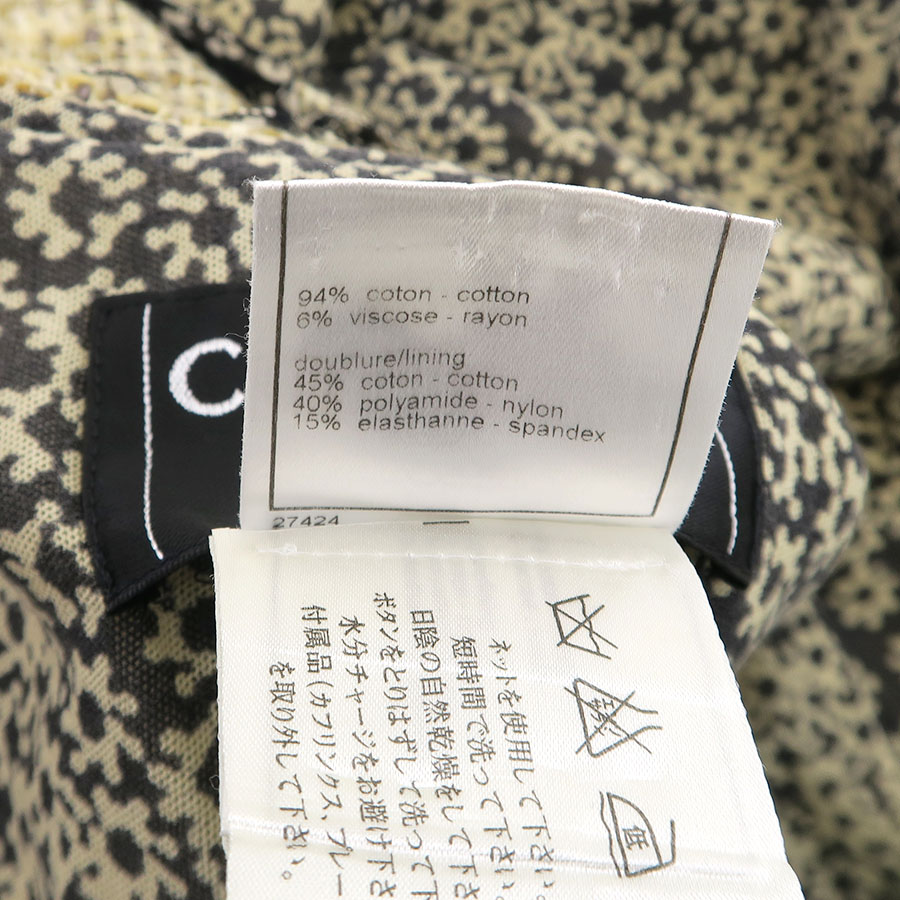 C
94% coton - cotton
6% viscose - rayon
doublure/lining
45% coton - cotton
40% polyamide - nylon
15% elasthanne - spandex
27424
ネットを使用して下さい。
短時間で洗って下さい。
日陰の自然乾燥をして下さ
ボタンをとりはずして洗って下
水分チャージをお避け下さ
付属品(カフリンクス、ブレー
を取り外して下さい。
低